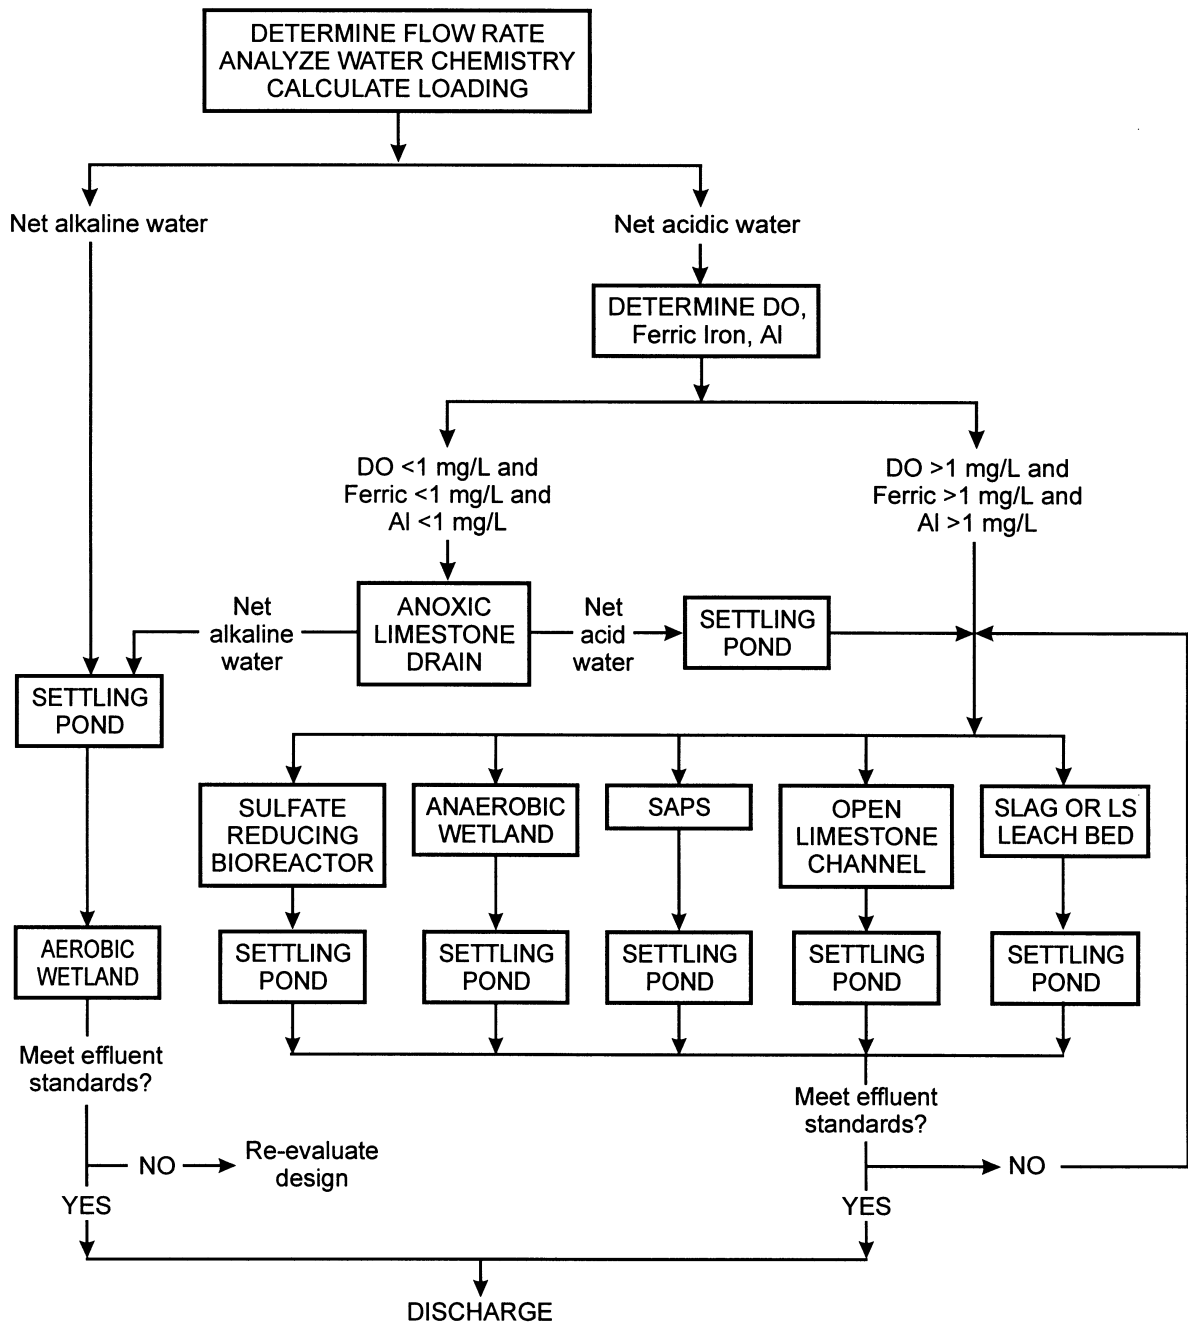 DETERMINE FLOW RATE
ANALYZE WATER CHEMISTRY
CALCULATE LOADING
Net alkaline water
Net acidic water
DETERMINE DO,
Ferric Iron, Al
DO <1 mg/L and
Ferric <1 mg/L and
Al <1 mg/L
DO >1 mg/L and
Ferric >1 mg/L and
Al >1 mg/L
Net
alkaline
water
ANOXIC
LIMESTONE
DRAIN
Net
acid
water
SETTLING
POND
SETTLING
POND
SULFATE
REDUCING
BIOREACTOR
ANAEROBIC
WETLAND
SAPS
OPEN
LIMESTONE
CHANNEL
SLAG OR LS
LEACH BED
AEROBIC
WETLAND
SETTLING
POND
SETTLING
POND
SETTLING
POND
SETTLING
POND
SETTLING
POND
Meet effluent
standards?
Meet effluent
standards?
NO
Re-evaluate
design
NO
YES
YES
DISCHARGE